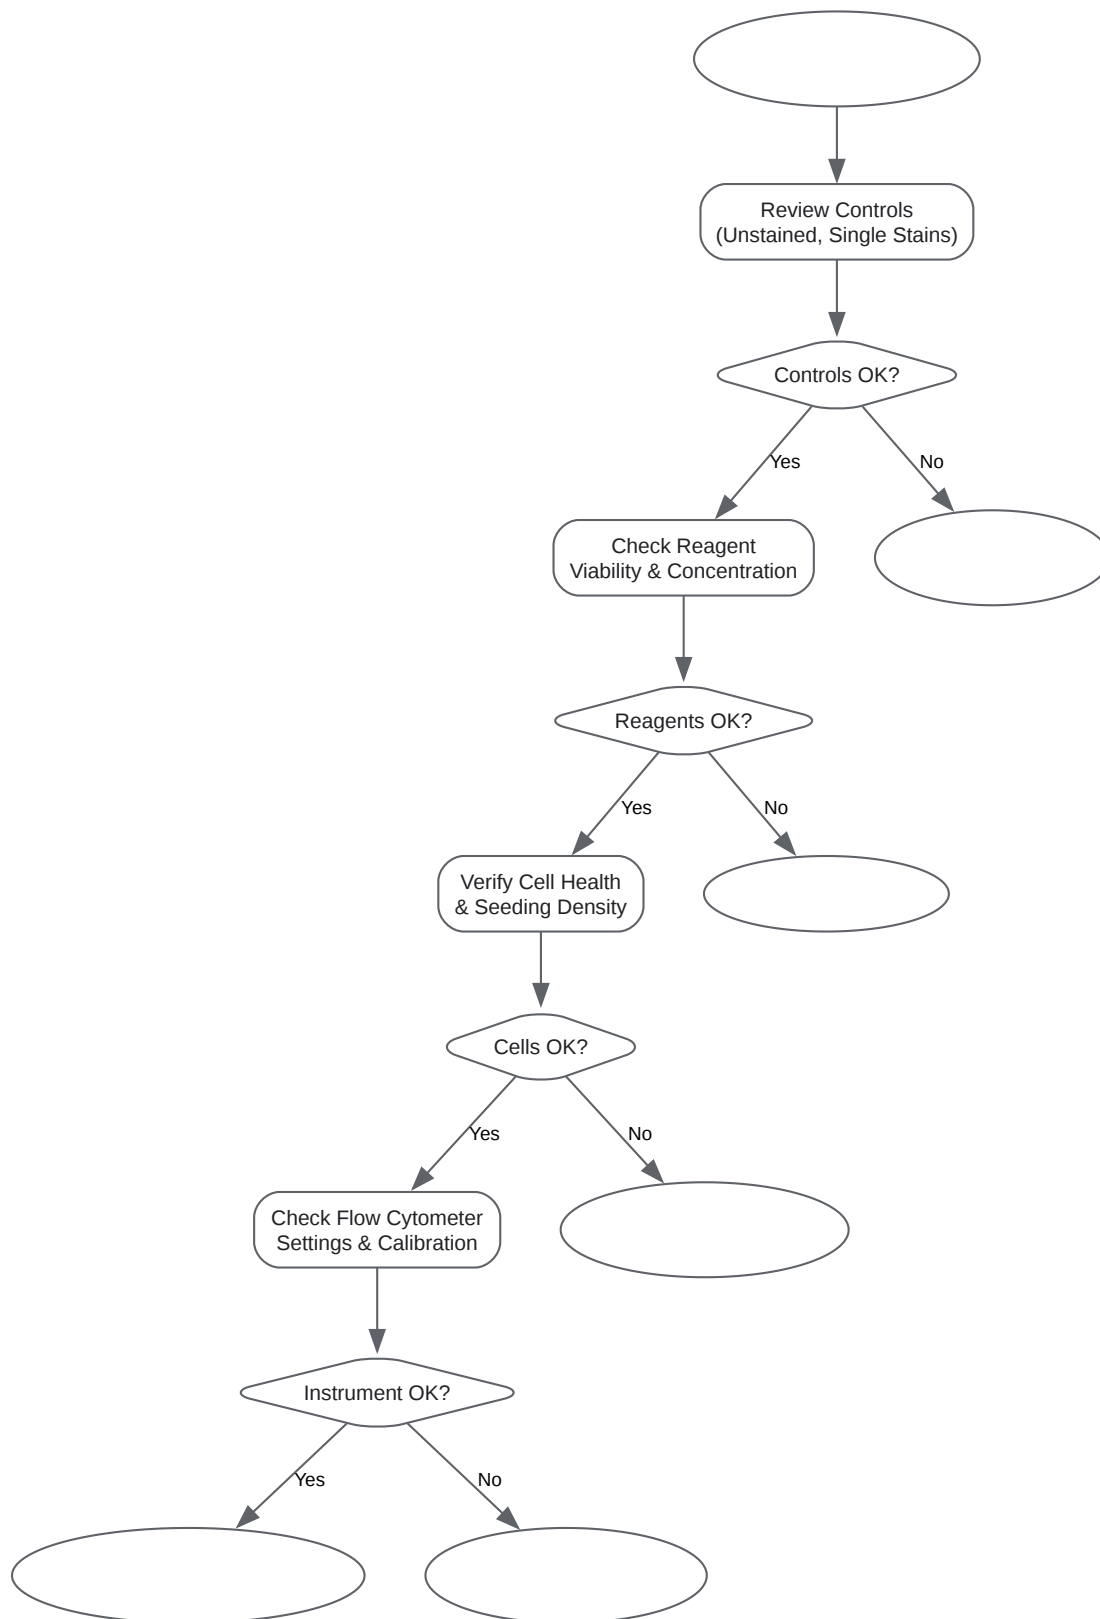 Review Controls
(Unstained, Single Stains)
Controls OK?
Yes
No
Check Reagent
Viability & Concentration
Reagents OK?
Yes
No
Verify Cell Health
& Seeding Density
Cells OK?
Yes
No
Check Flow Cytometer
Settings & Calibration
Instrument OK?
Yes
No